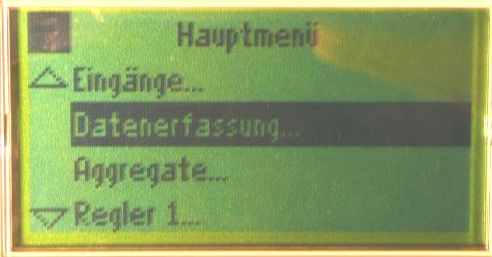 Hauptmenü
Eingänge...
Datenerfassung...
Aggregate...
Regler 1...